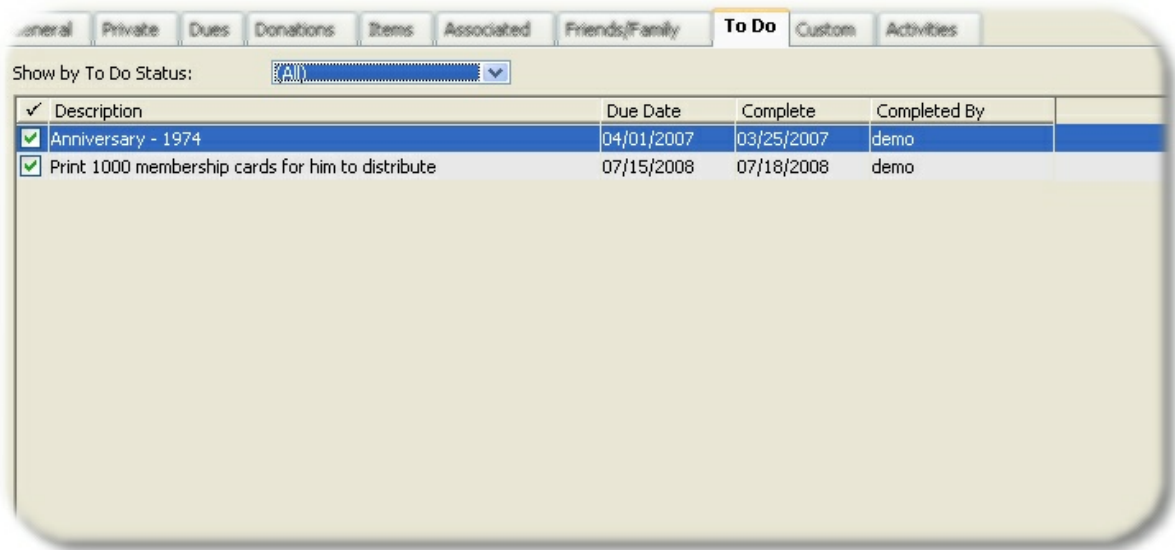 General Private Dues Donations Items Associated Friends/Family To Do Custom Activities
Show by To Do Status: (All)
✓ Description Due Date Complete Completed By
Anniversary - 1974 04/01/2007 03/25/2007 demo
Print 1000 membership cards for him to distribute 07/15/2008 07/18/2008 demo